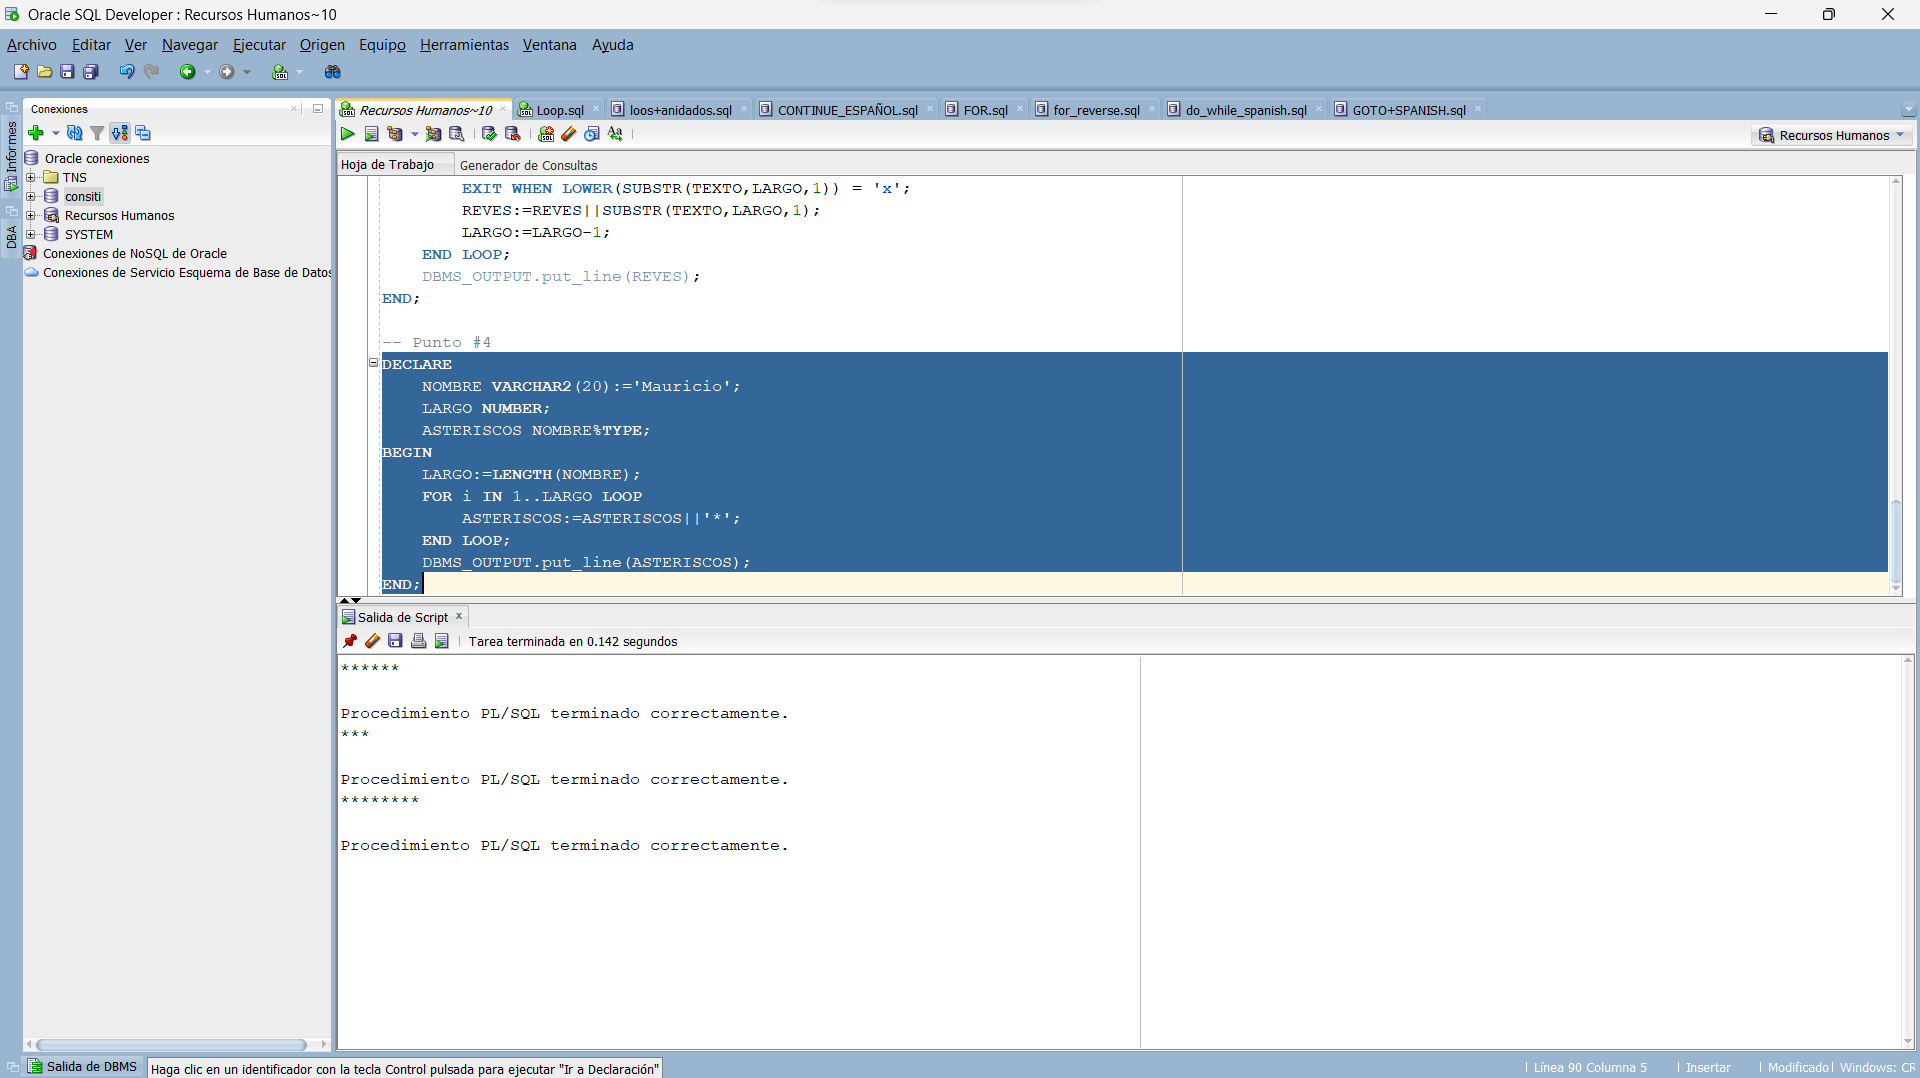 Oracle SQL Developer : Recursos Humanos~10
Archivo Editar Ver Navegar Ejecutar Origen Equipo Herramientas Ventana Ayuda
Informes
DBA
Conexiones
Oracle conexiones
TNS
consiti
Recursos Humanos
SYSTEM
Conexiones de NoSQL de Oracle
Conexiones de Servicio Esquema de Base de Datos
Recursos Humanos~10 Loop.sql loos+anidados.sql CONTINUE_ESPAÑOL.sql FOR.sql for_reverse.sql do_while_spanish.sql GOTO+SPANISH.sql
Recursos Humanos
Hoja de Trabajo Generador de Consultas
EXIT WHEN LOWER(SUBSTR(TEXTO,LARGO,1)) = 'x';
REVES:=REVES||SUBSTR(TEXTO,LARGO,1);
LARGO:=LARGO-1;
END LOOP;
DBMS_OUTPUT.put_line(REVES);
END;
-- Punto #4
DECLARE
NOMBRE VARCHAR2(20):='Mauricio';
LARGO NUMBER;
ASTERISCOS NOMBRE%TYPE;
BEGIN
LARGO:=LENGTH(NOMBRE);
FOR i IN 1..LARGO LOOP
ASTERISCOS:=ASTERISCOS||'*';
END LOOP;
DBMS_OUTPUT.put_line(ASTERISCOS);
END;
Salida de Script
Tarea terminada en 0.142 segundos
******
Procedimiento PL/SQL terminado correctamente.
***
Procedimiento PL/SQL terminado correctamente.
********
Procedimiento PL/SQL terminado correctamente.
Salida de DBMS
Haga clic en un identificador con la tecla Control pulsada para ejecutar "Ir a Declaración"
Línea 90 Columna 5 Insertar Modificado Windows: CR